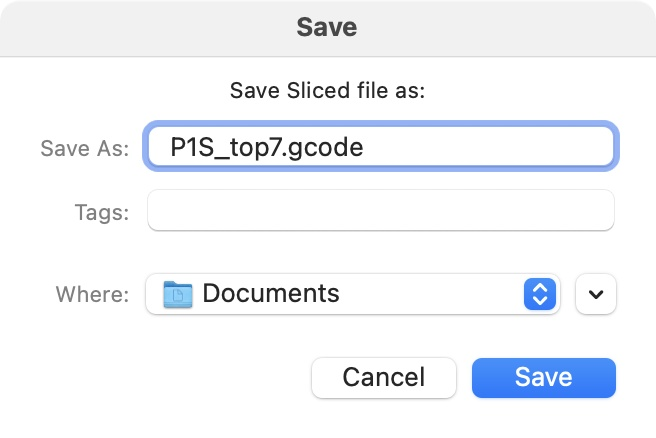 Save
Save Sliced file as:
Save As: P1S_top7.gcode
Tags:
Where: Documents
Cancel Save